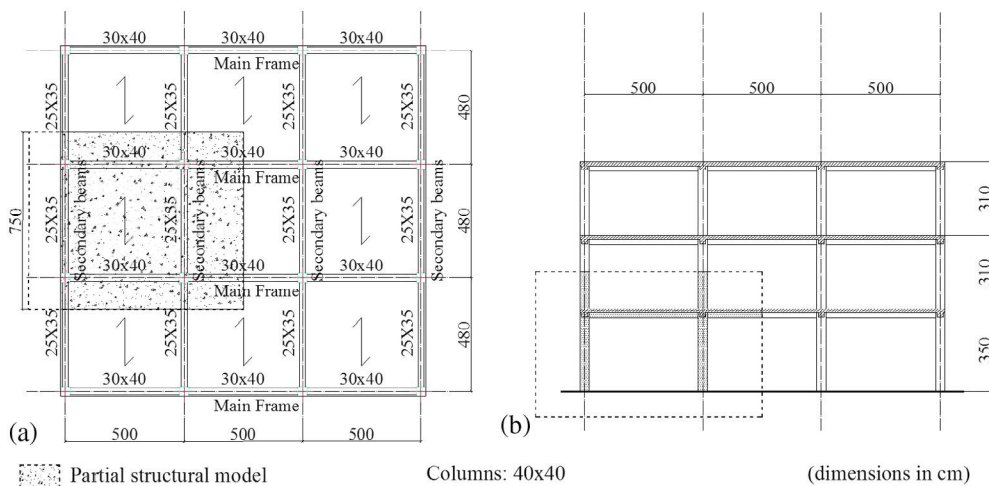 30x40 30x40 30x40
Main Frame
25X35 25X35 25X35 25X35
500 500 500
480
30x40 30x40 30x40
Main Frame
750
25X35 25X35 25X35 25X35
Secondary beams Secondary beams Secondary beams Secondary beams
480
310
310
350
30x40 30x40 30x40
Main Frame
25X35 25X35 25X35 25X35
480
30x40 30x40 30x40
Main Frame
(a) 500 500 500
(b)
Partial structural model Columns: 40x40 (dimensions in cm)